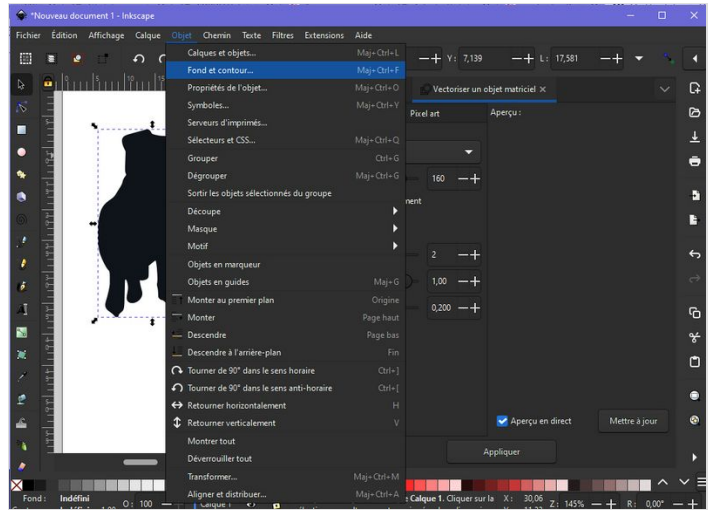 *Nouveau document 1 - Inkscape
Fichier Édition Affichage Calque Objet Chemin Texte Filtres Extensions Aide
Calques et objets... Maj+Ctrl+L
Fond et contour... Maj+Ctrl+F
Propriétés de l'objet... Maj+Ctrl+O
Symboles... Maj+Ctrl+Y
Serveurs d'imprimés...
Sélecteurs et CSS... Maj+Ctrl+Q
Grouper Ctrl+G
Dégrouper Maj+Ctrl+G
Sortir les objets sélectionnés du groupe
Découpe
Masque
Motif
Objets en marqueur
Objets en guides Maj+G
Monter au premier plan Origine
Monter Page haut
Descendre Page bas
Descendre à l'arrière-plan Fin
Tourner de 90° dans le sens horaire Ctrl+]
Tourner de 90° dans le sens anti-horaire Ctrl+[
Retourner horizontalement H
Retourner verticalement V
Montrer tout
Déverrouiller tout
Transformer... Maj+Ctrl+M
Aligner et distribuer... Maj+Ctrl+A
Y: 7,139 L: 17,581
Vectoriser un objet matriciel
Pixel art Aperçu :
160
2
1,00
0,200
Aperçu en direct Mettre à jour
Appliquer
Fond : Indéfini O: 100 Calque 1 Calque 1. Cliquer sur la X: 30,06 Z: 145% R: 0,00°